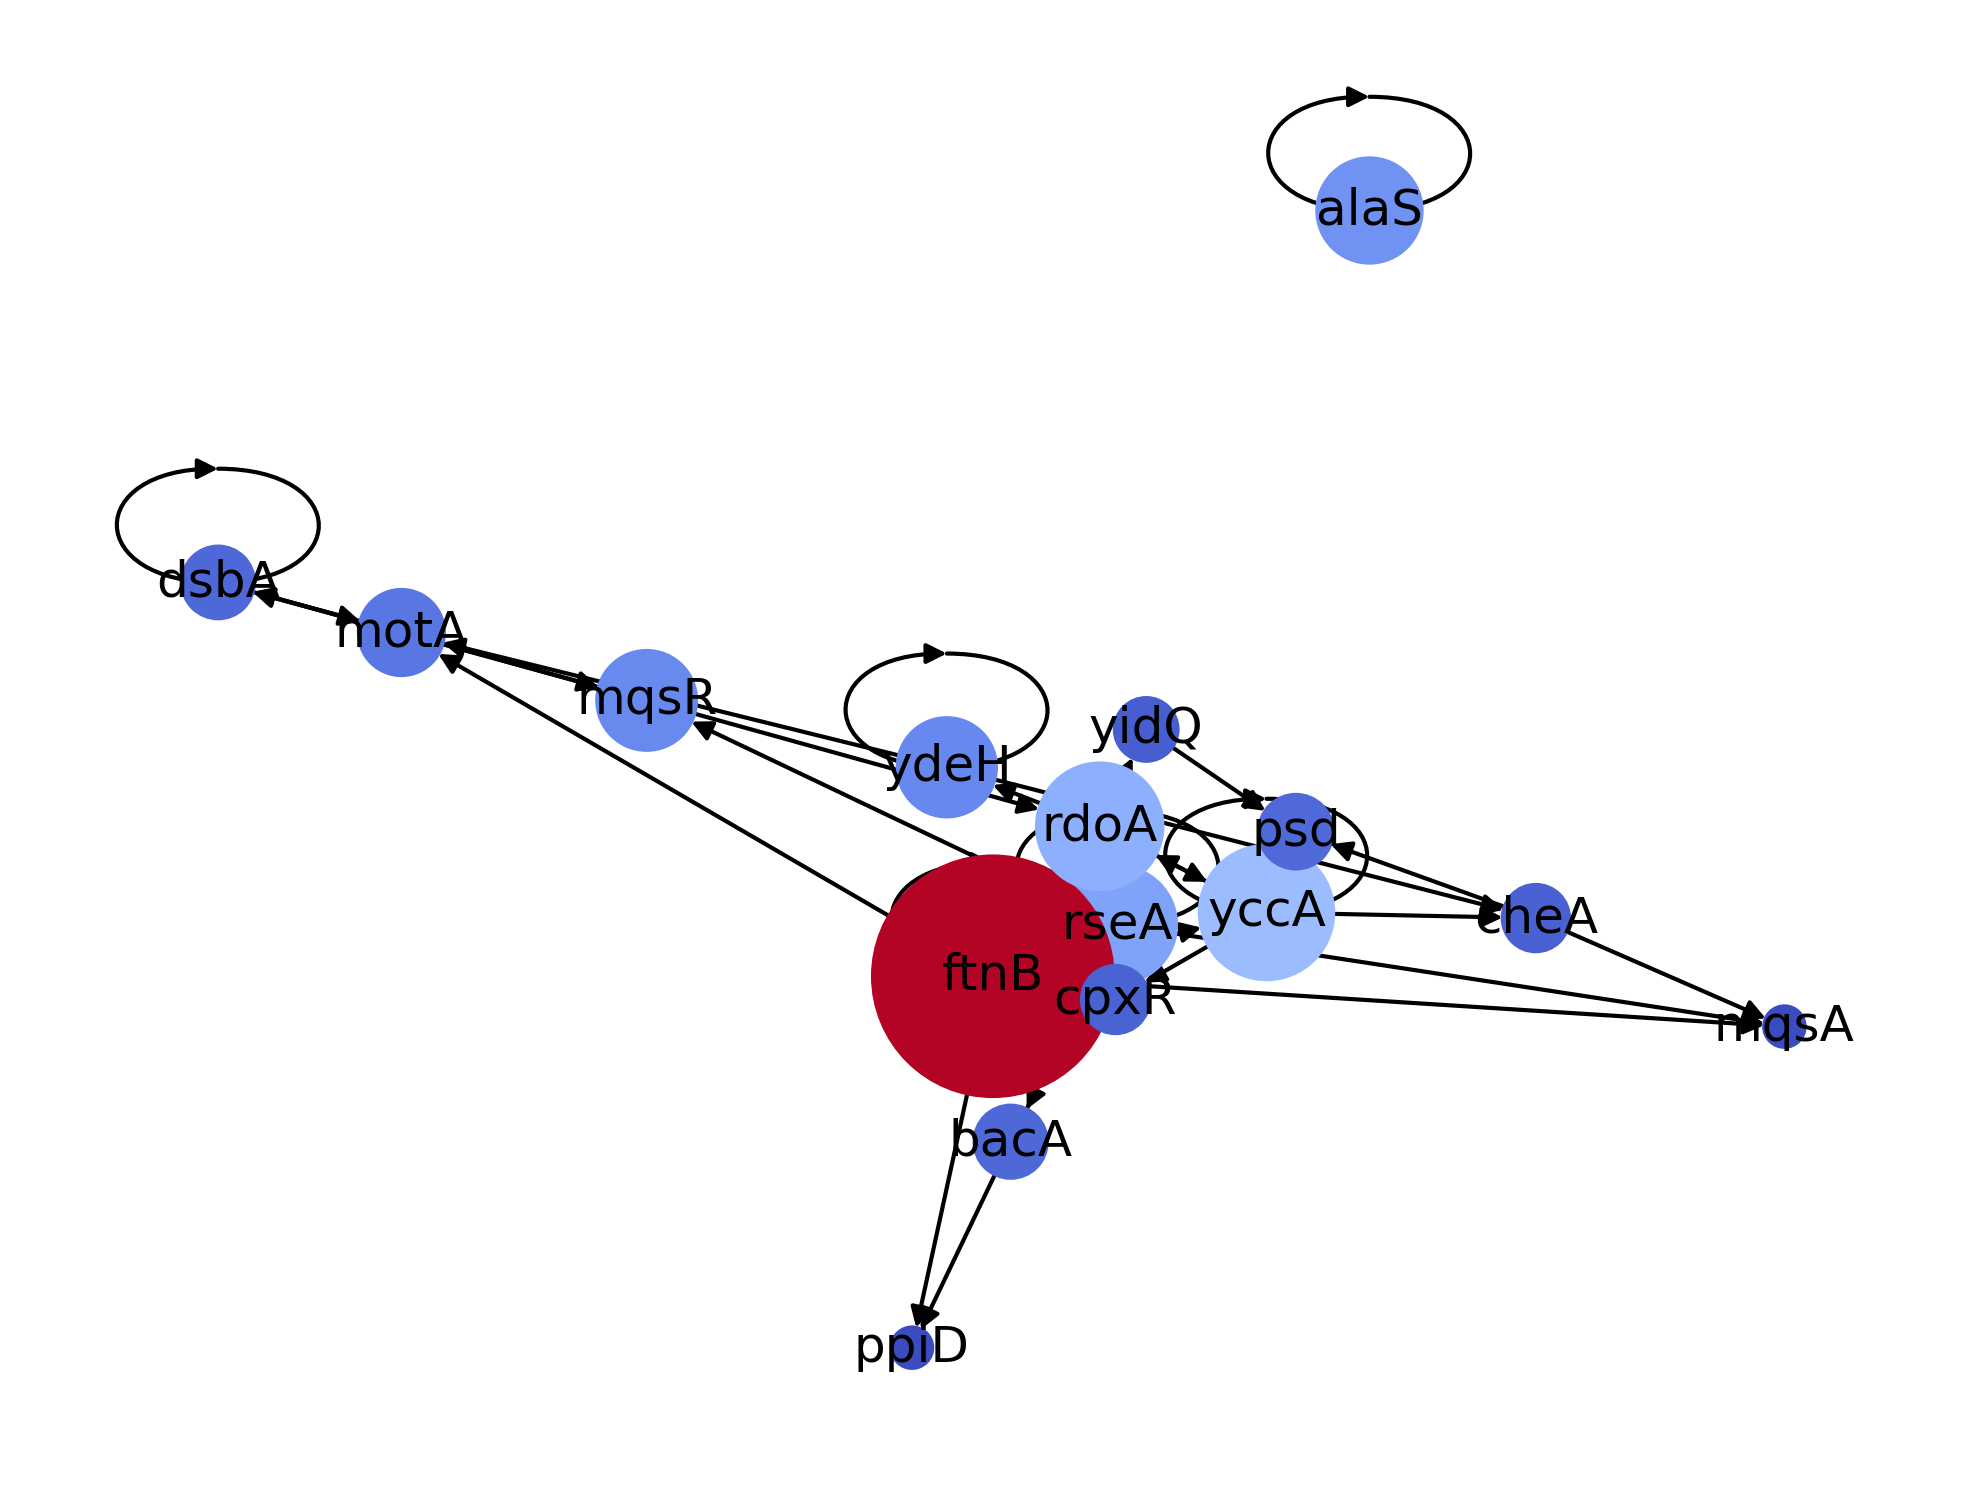 alaS
dsbA
motA
mqsR
yidQ
ydeH
rdoA
psd
yccA
cheA
rseA
ftnB
cpxR
mqsA
bacA
ppiD